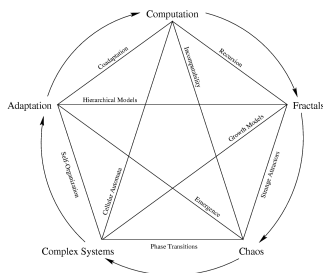 Computation
Coadaptation
Incomputability
Recursion
Adaptation
Hierarchical Models
Fractals
Growth Models
Self-Organization
Cellular Automata
Strange Attractors
Emergence
Complex Systems
Phase Transitions
Chaos